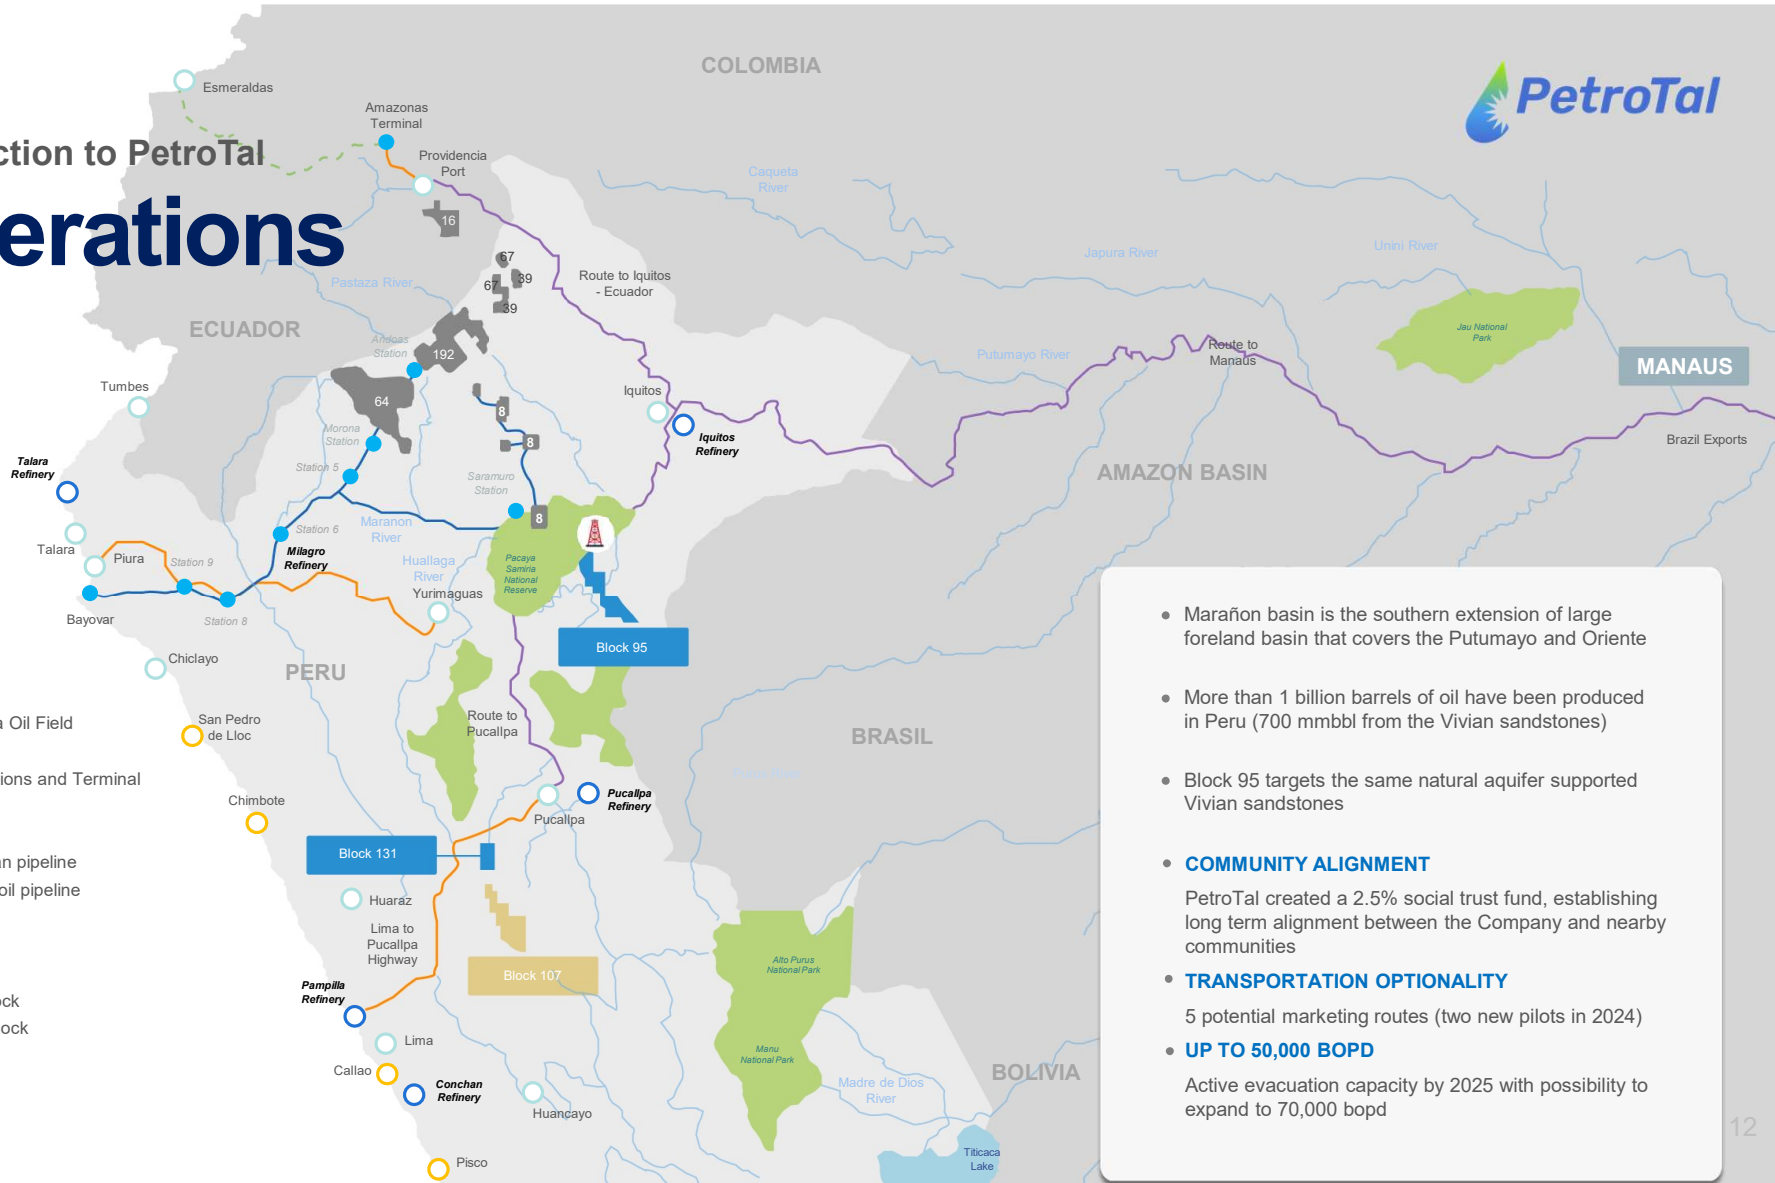 COLOMBIA
PetroTal
Esmeraldas
Amazonas
Terminal
ction to PetroTal
Providencia
Port
Caqueta
River
erations
16
Japura River
Unini River
67
39
67
39
Route to Iquitos
- Ecuador
Pastaza River
ECUADOR
Andoas
Station
192
Jau National
Park
Route to
Manaus
Putumayo River
MANAUS
Tumbes
Iquitos
64
8
Morona
Station
8
Iquitos
Refinery
Brazil Exports
Talara
Refinery
Station 5
Saramuro
Station
AMAZON BASIN
8
Station 6
Maranon
River
Talara
Piura
Station 9
Milagro
Refinery
Huallaga
River
Pacaya
Samiria
National
Reserve
Yurimaguas
Bayovar
Station 8
Block 95
Chiclayo
PERU
San Pedro
de Lloc
Route to
Pucallpa
BRASIL
a Oil Field
ions and Terminal
Chimbote
Pucallpa
Refinery
Pucallpa
Block 131
an pipeline
oil pipeline
Huaraz
Lima to
Pucallpa
Highway
Block 107
Alto Purus
National Park
Pampilla
Refinery
ock
lock
Lima
Callao
Manu
National Park
Conchan
Refinery
Huancayo
Madre de Dios
River
BOLIVIA
Pisco
Titicaca
Lake
Marañon basin is the southern extension of large
foreland basin that covers the Putumayo and Oriente
More than 1 billion barrels of oil have been produced
in Peru (700 mmbbl from the Vivian sandstones)
Block 95 targets the same natural aquifer supported
Vivian sandstones
COMMUNITY ALIGNMENT
PetroTal created a 2.5% social trust fund, establishing
long term alignment between the Company and nearby
communities
TRANSPORTATION OPTIONALITY
5 potential marketing routes (two new pilots in 2024)
UP TO 50,000 BOPD
Active evacuation capacity by 2025 with possibility to
expand to 70,000 bopd
12